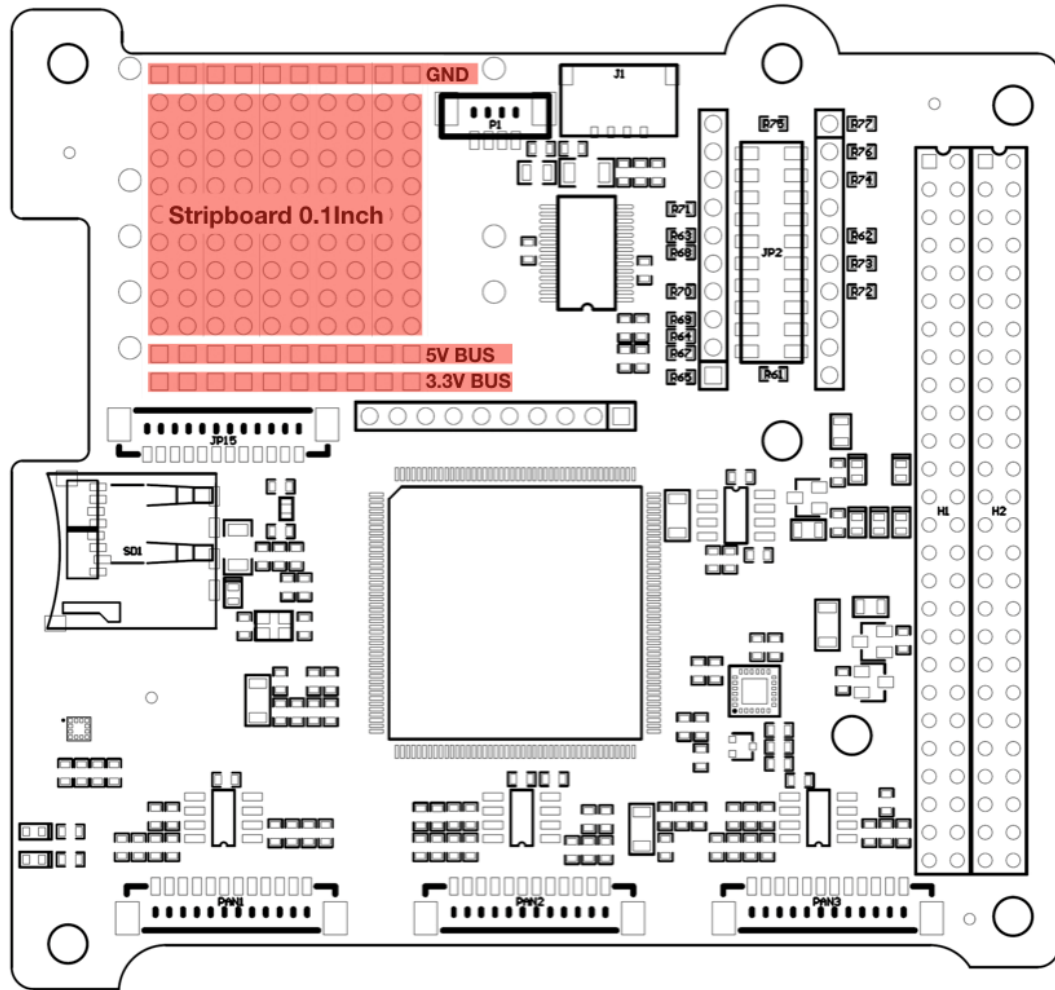 GND
J1
P1
R75
R77
R76
R74
Stripboard 0.1Inch
R71
R63
R68
JP2
R62
R73
R70
R72
R69
R64
R67
R65
R61
5V BUS
3.3V BUS
JP15
SD1
H1
H2
PAN1
PAN2
PAN3